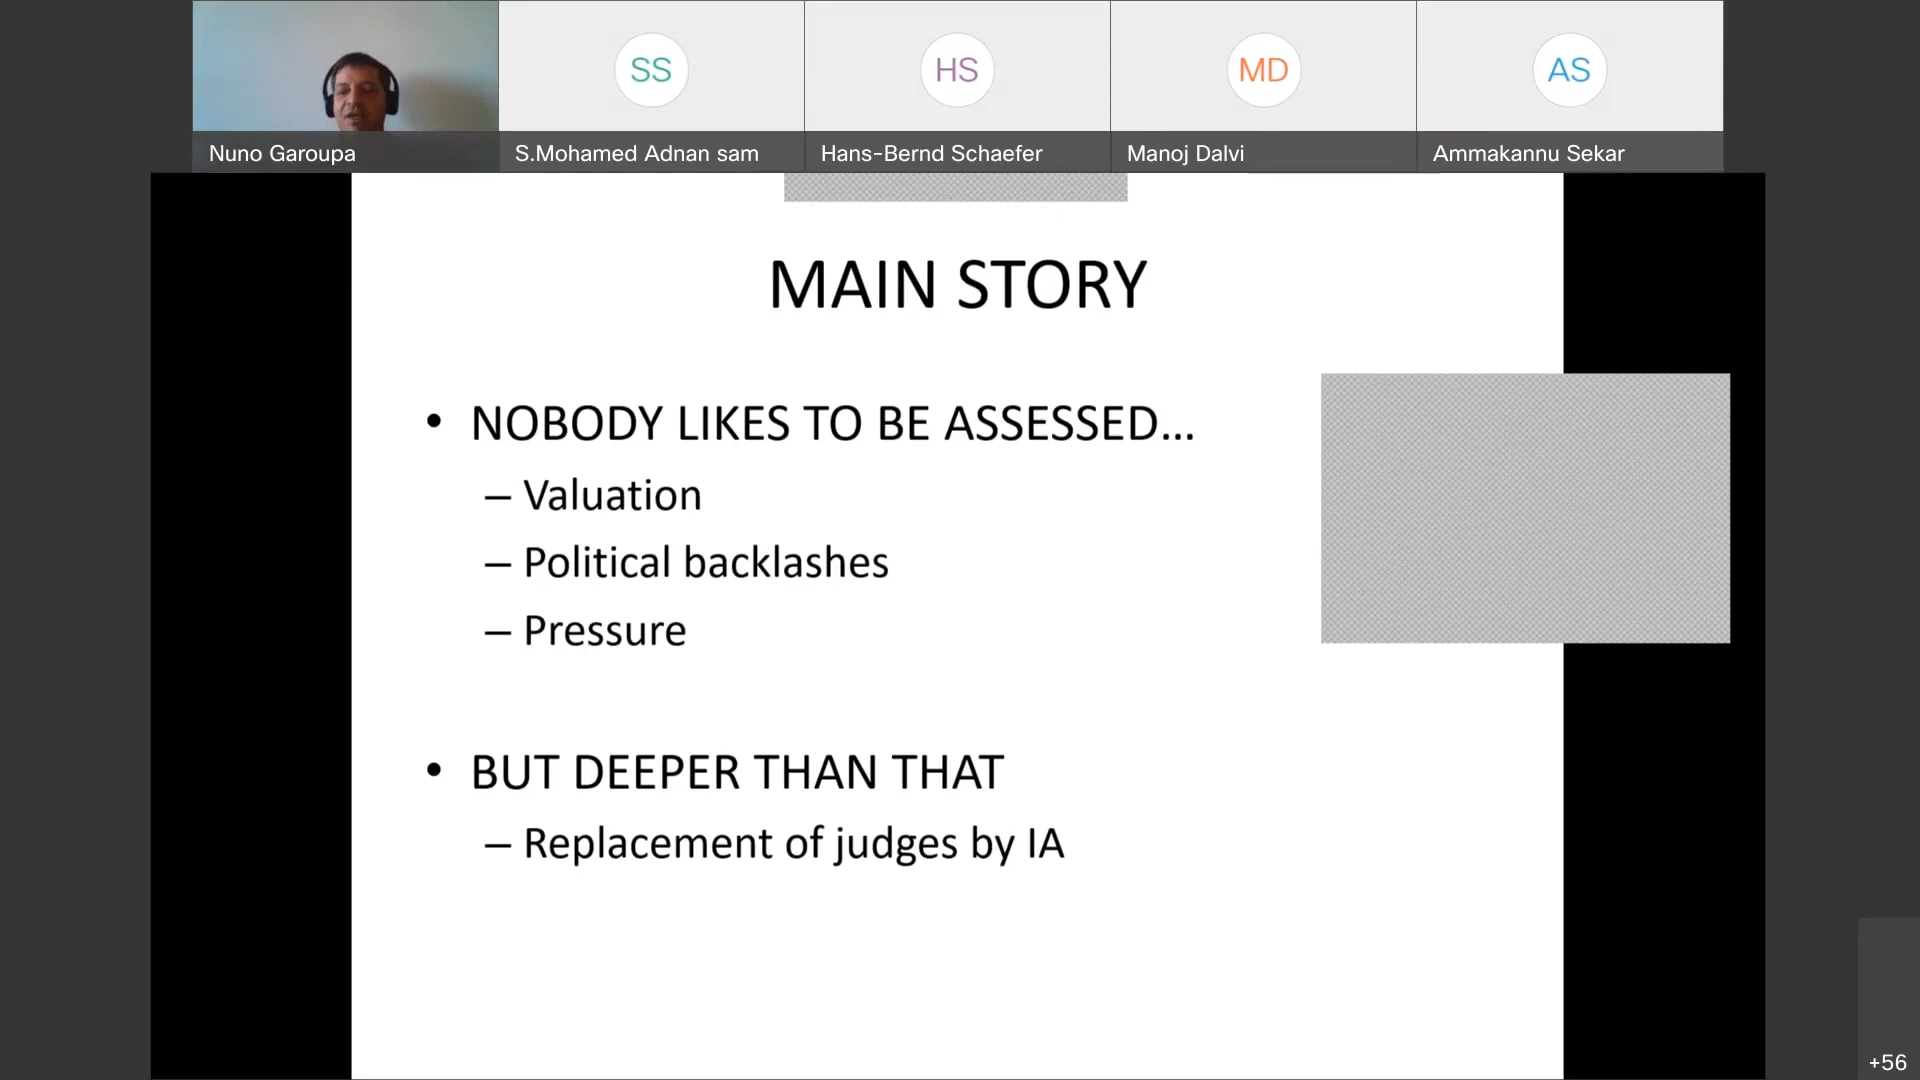 SS
HS
MD
AS
Nuno Garoupa
S.Mohamed Adnan sam
Hans-Bernd Schaefer
Manoj Dalvi
Ammakannu Sekar
MAIN STORY
• NOBODY LIKES TO BE ASSESSED...
– Valuation
– Political backlashes
– Pressure
• BUT DEEPER THAN THAT
– Replacement of judges by IA
+56